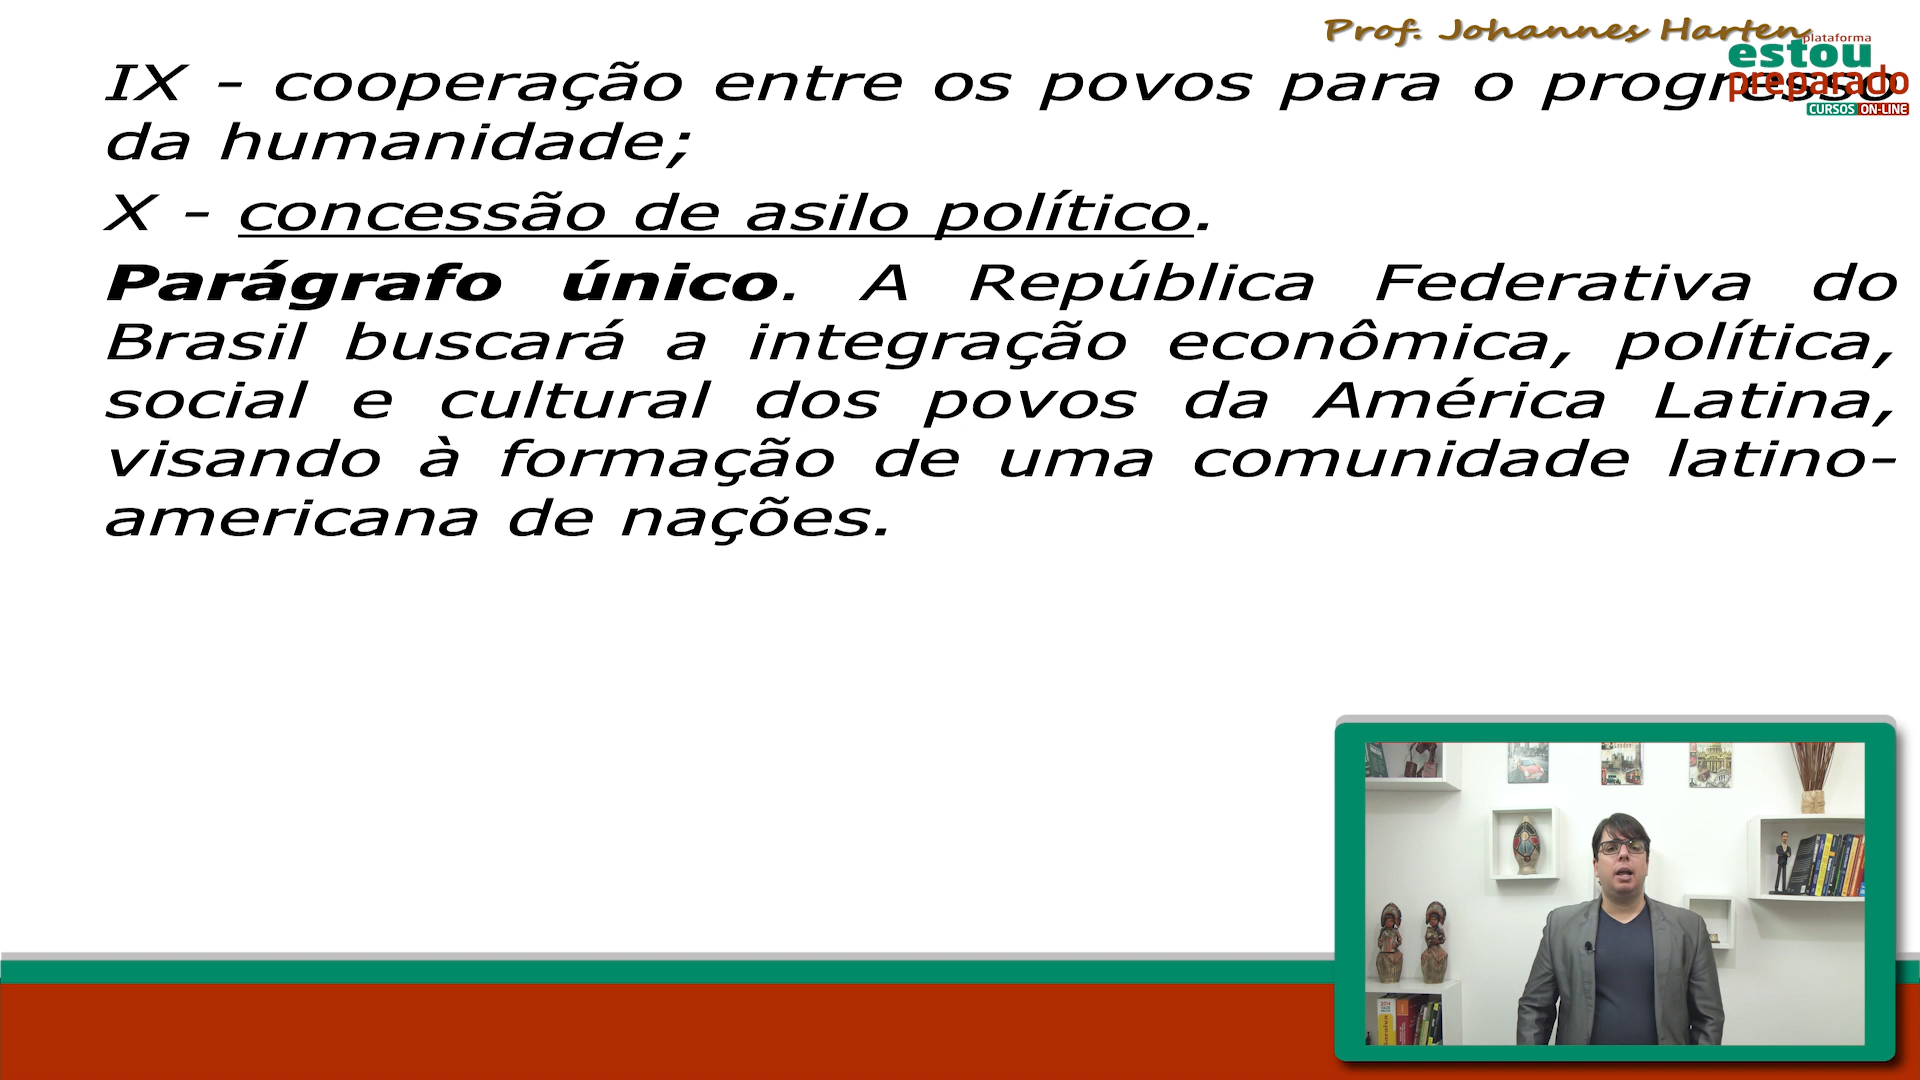 Prof. Johannes Harten
plataforma
estou
preparado
CURSOS ON-LINE
IX - cooperação entre os povos para o progresso
da humanidade;
X - concessão de asilo político.
Parágrafo único. A República Federativa do
Brasil buscará a integração econômica, política,
social e cultural dos povos da América Latina,
visando à formação de uma comunidade latino-
americana de nações.